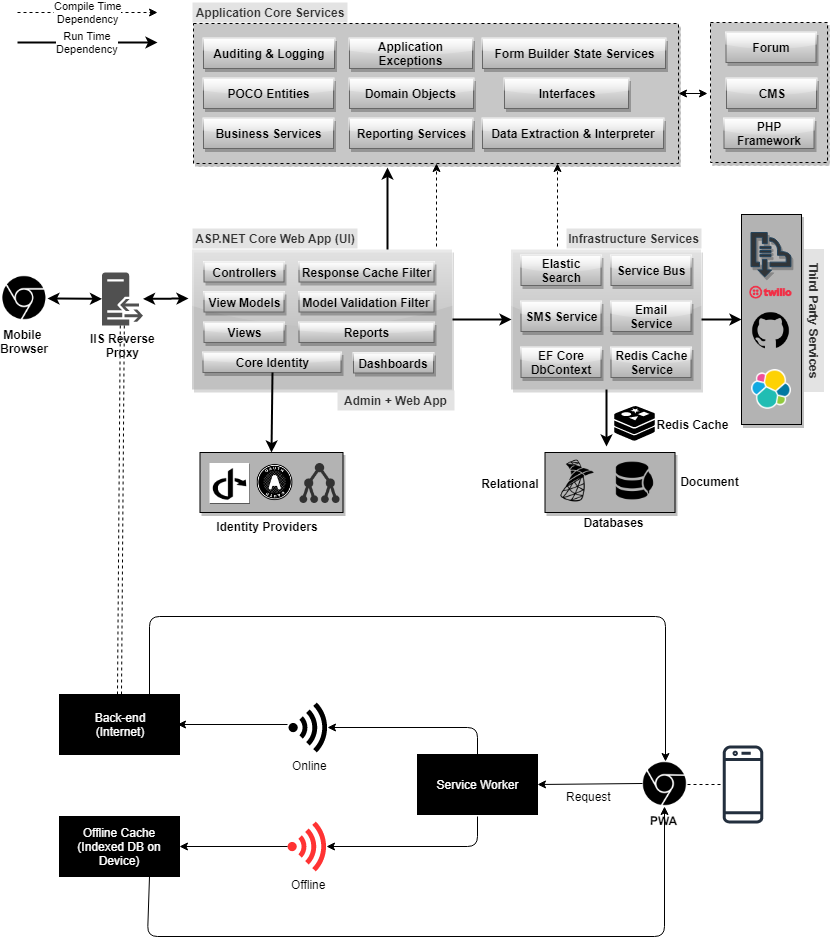 Compile Time
Dependency
Run Time
Dependency
Application Core Services
Auditing & Logging
Application
Exceptions
Form Builder State Services
POCO Entities
Domain Objects
Interfaces
Business Services
Reporting Services
Data Extraction & Interpreter
Forum
CMS
PHP
Framework
ASP.NET Core Web App (UI)
Controllers
Response Cache Filter
View Models
Model Validation Filter
Views
Reports
Core Identity
Dashboards
Admin + Web App
Infrastructure Services
Elastic
Search
Service Bus
SMS Service
Email
Service
EF Core
DbContext
Redis Cache
Service
twilio
Third Party Services
Mobile
Browser
IIS Reverse
Proxy
Redis Cache
Identity Providers
Relational
Document
Databases
Back-end
(Internet)
Online
Service Worker
Request
PWA
Offline Cache
(Indexed DB on
Device)
Offline